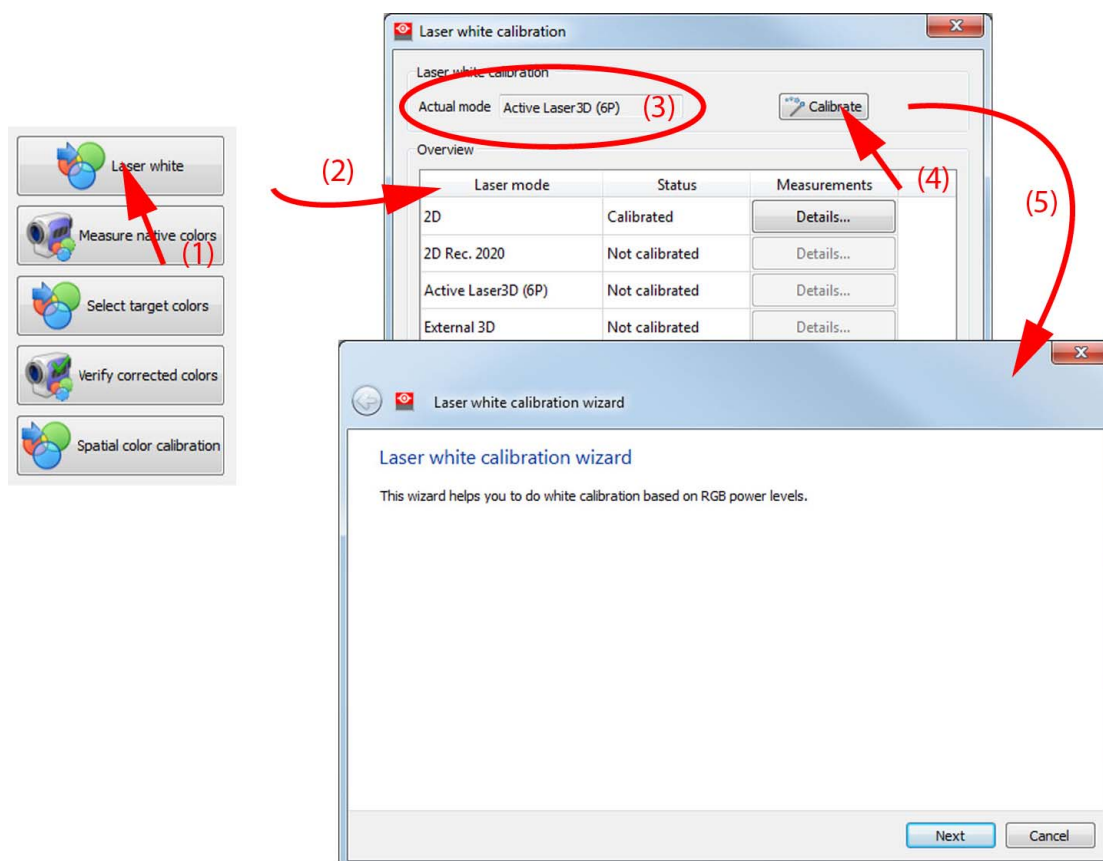 Laser white
(1)
Measure native colors
Select target colors
Verify corrected colors
Spatial color calibration
(2)
Laser white calibration
Laser white calibration
Actual mode Active Laser3D (6P) (3) Calibrate
(4)
(5)
Overview
Laser mode Status Measurements
2D Calibrated Details...
2D Rec. 2020 Not calibrated Details...
Active Laser3D (6P) Not calibrated Details...
External 3D Not calibrated Details...
Laser white calibration wizard
Laser white calibration wizard
This wizard helps you to do white calibration based on RGB power levels.
Next Cancel